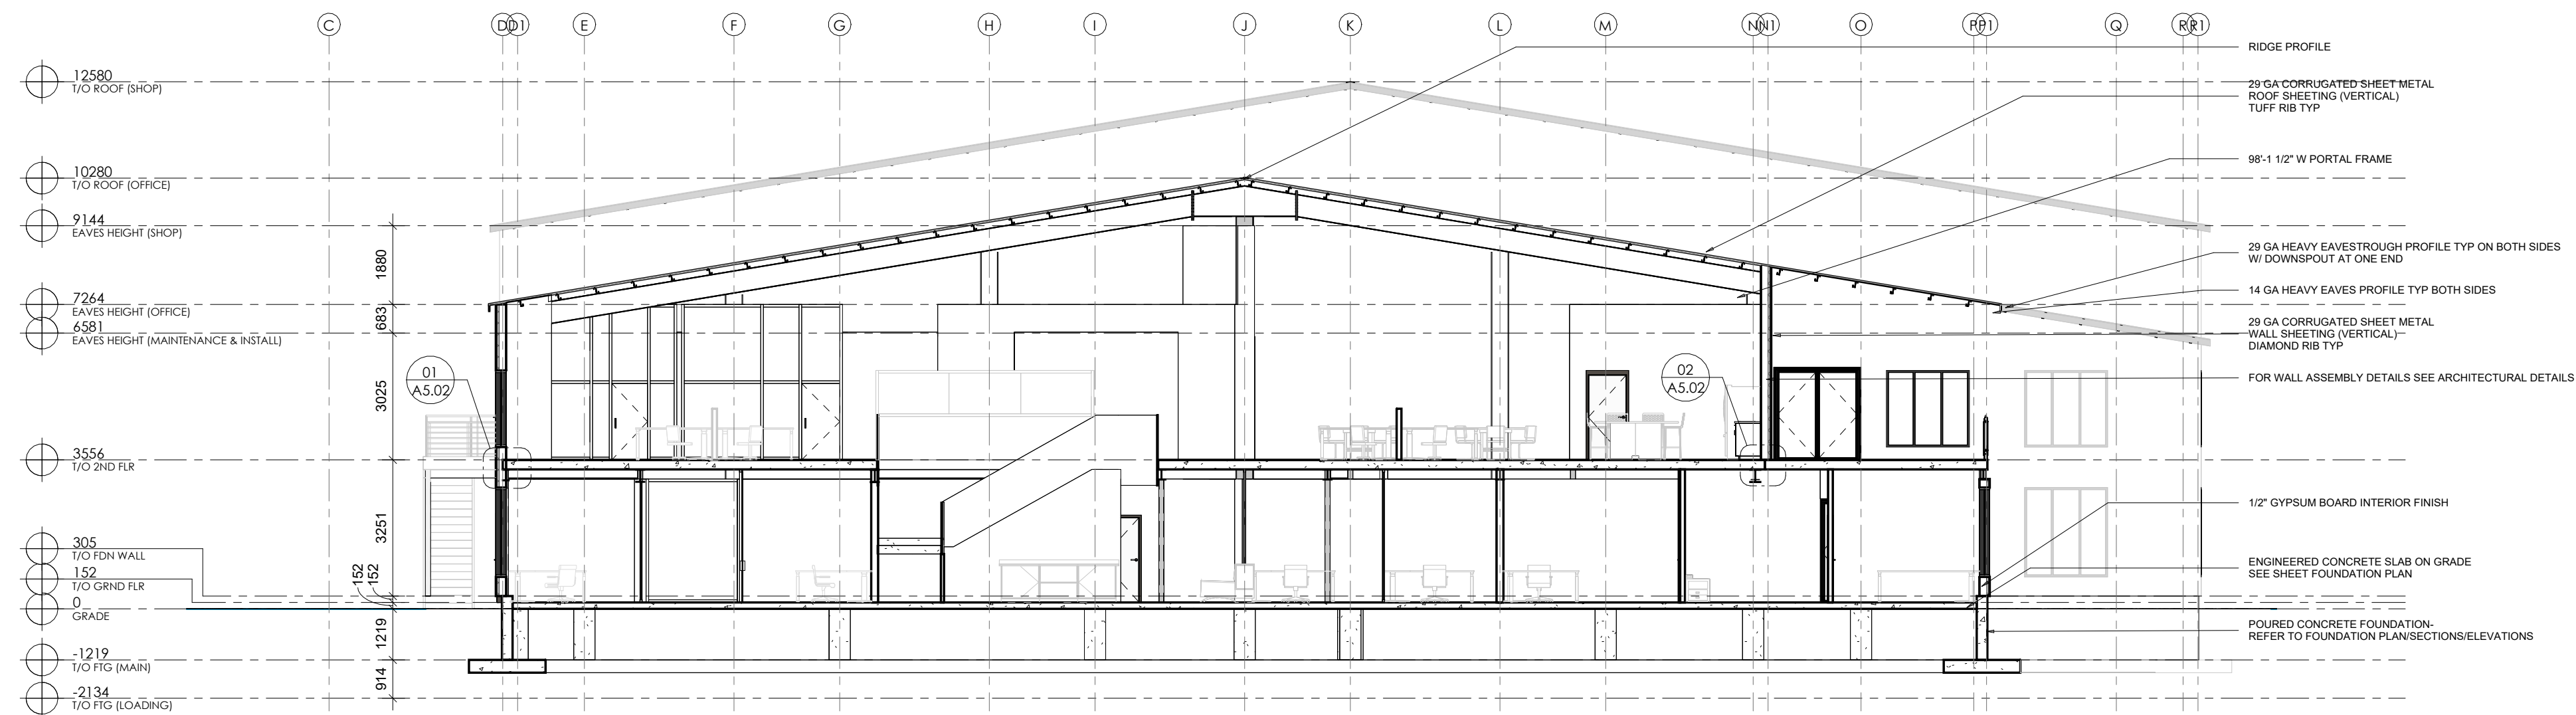 C D D1 E F G H I J K L M N N1 O P P1 Q R R1
12580
T/O ROOF (SHOP)
10280
T/O ROOF (OFFICE)
9144
EAVES HEIGHT (SHOP)
7264
EAVES HEIGHT (OFFICE)
6581
EAVES HEIGHT (MAINTENANCE & INSTALL)
3556
T/O 2ND FLR
305
T/O FDN WALL
152
T/O GRND FLR
0
GRADE
-1219
T/O FTG (MAIN)
-2134
T/O FTG (LOADING)
1880
683
3025
3251
152
152
1219
914
01
A5.02
02
A5.02
RIDGE PROFILE
29 GA CORRUGATED SHEET METAL
ROOF SHEETING (VERTICAL)
TUFF RIB TYP
98'-1 1/2" W PORTAL FRAME
29 GA HEAVY EAVESTROUGH PROFILE TYP ON BOTH SIDES
W/ DOWNSPOUT AT ONE END
14 GA HEAVY EAVES PROFILE TYP BOTH SIDES
29 GA CORRUGATED SHEET METAL
WALL SHEETING (VERTICAL)
DIAMOND RIB TYP
FOR WALL ASSEMBLY DETAILS SEE ARCHITECTURAL DETAILS
1/2" GYPSUM BOARD INTERIOR FINISH
ENGINEERED CONCRETE SLAB ON GRADE
SEE SHEET FOUNDATION PLAN
POURED CONCRETE FOUNDATION-
REFER TO FOUNDATION PLAN/SECTIONS/ELEVATIONS